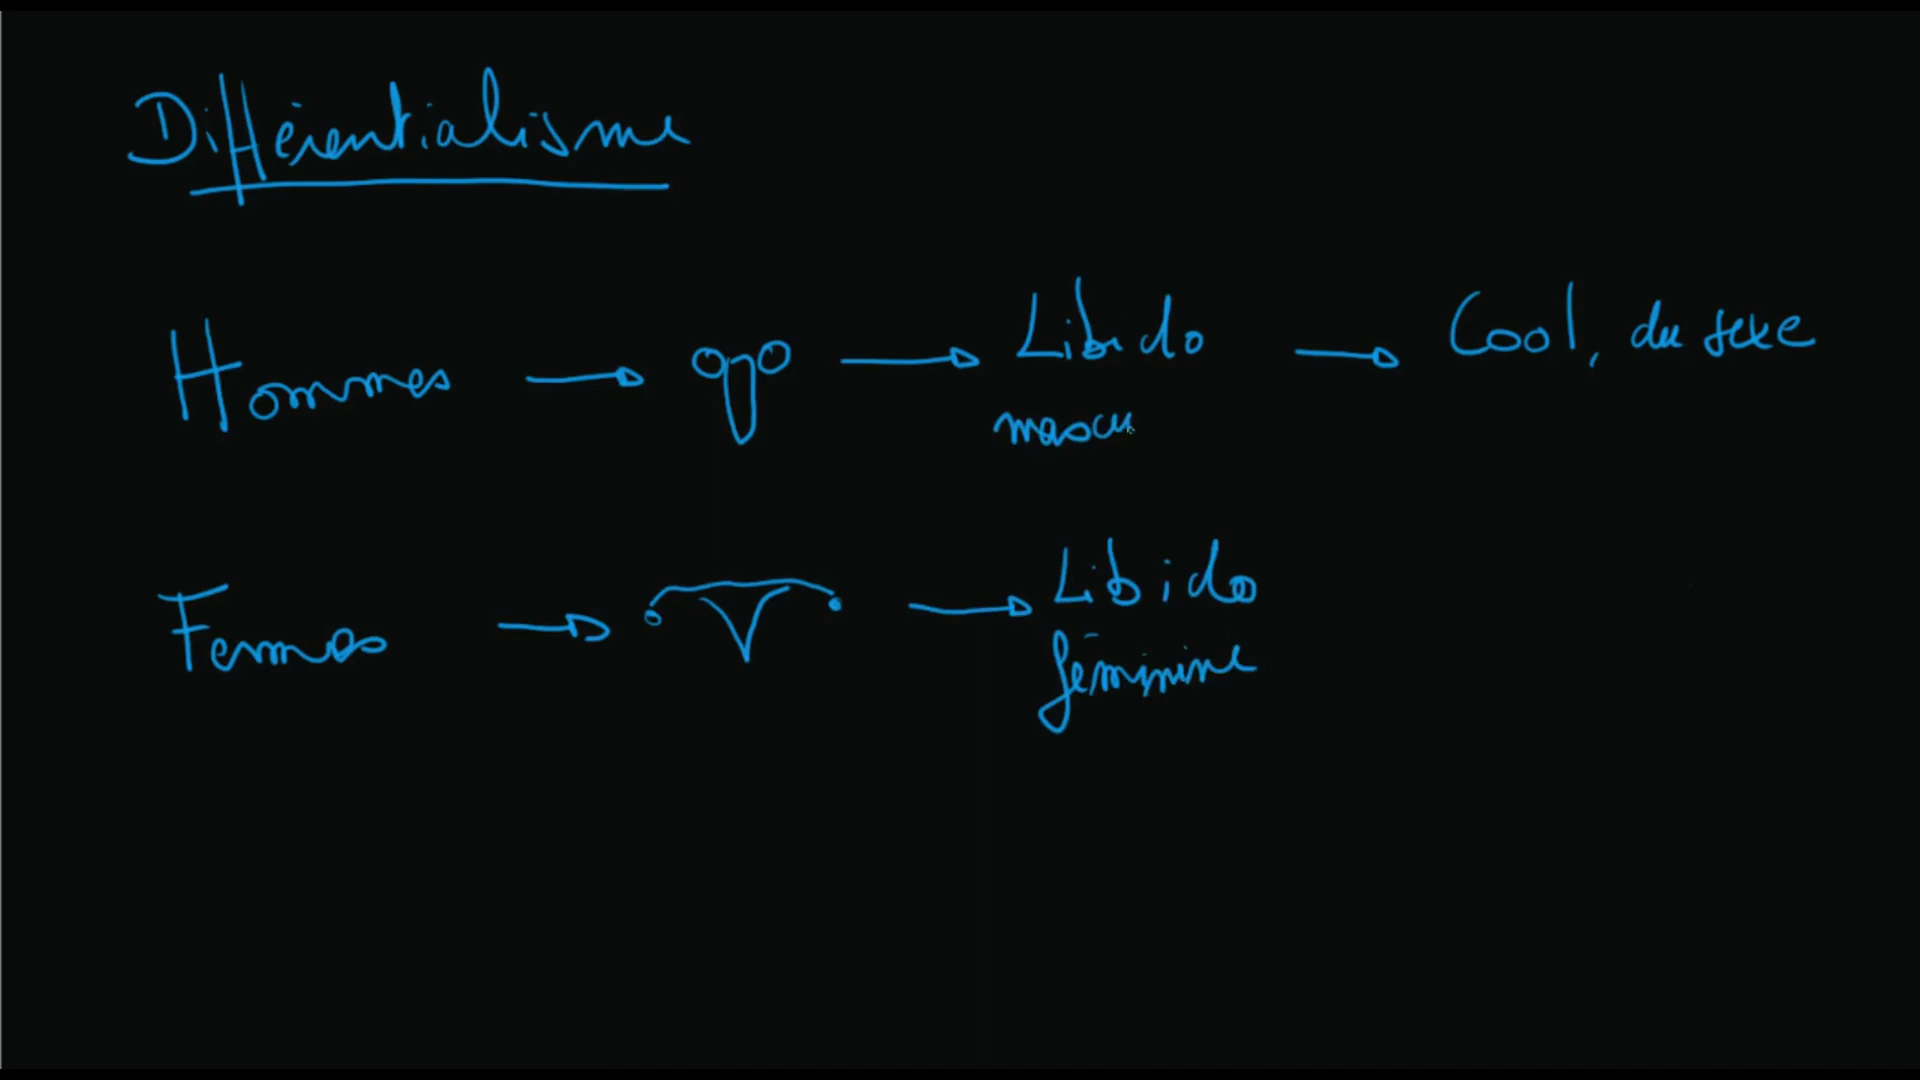 Différentialisme
Hommes Libido Cool, du sexe
mascu
Femmes Libido
féminine